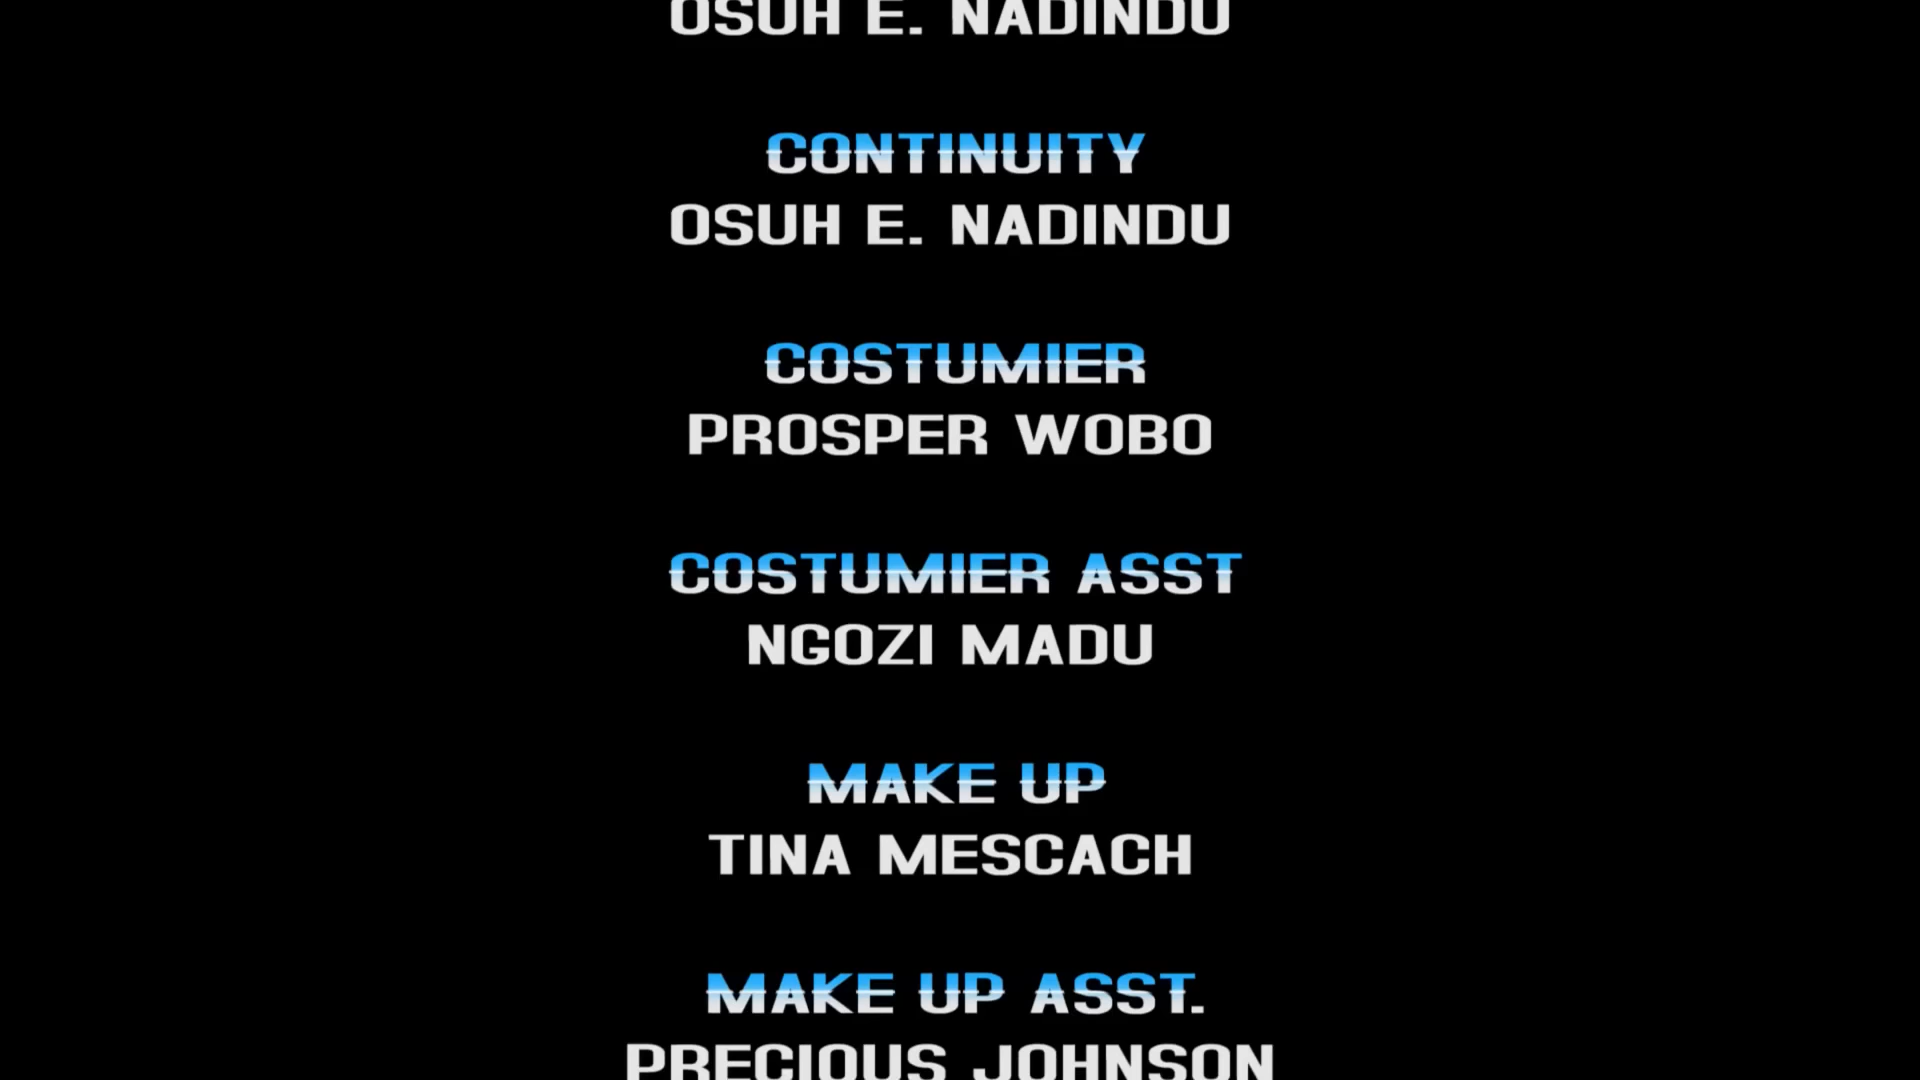 OSUH E. NADINDU
CONTINUITY
OSUH E. NADINDU
COSTUMIER
PROSPER WOBO
COSTUMIER ASST
NGOZI MADU
MAKE UP
TINA MESCACH
MAKE UP ASST.
PRECIOUS JOHNSON